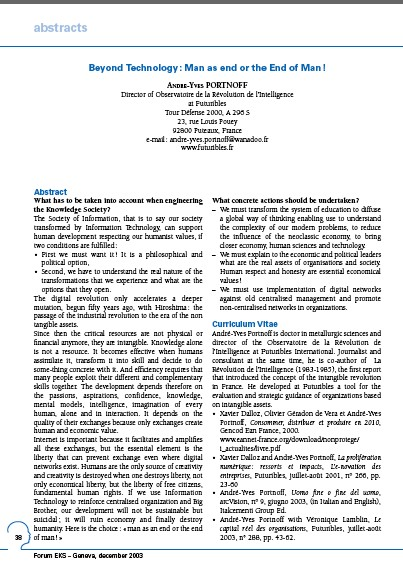 abstracts
Beyond Technology: Man as end or the End of Man!
ANDRÉ-YVES PORTNOFF
Director of Observatoire de la Révolution de l'Intelligence
at Futuribles
Tour Défense 2000, A 296 S
23, rue Louis Pouey
92800 Puteaux, France
e-mail: andre-yves.portnoff@wanadoo.fr
www.futuribles.fr
Abstract
What has to be taken into account when engineering
the Knowledge Society?
The Society of Information, that is to say our society
transformed by Information Technology, can support
human development respecting our humanist values, if
two conditions are fulfilled:
• First we must want it! It is a philosophical and
political option,
• Second, we have to understand the real nature of the
transformations that we experience and what are the
options that they open.
The digital revolution only accelerates a deeper
mutation, begun fifty years ago, with Hiroshima: the
passage of the industrial revolution to the era of the non
tangible assets.
Since then the critical resources are not physical or
financial anymore, they are intangible. Knowledge alone
is not a resource. It becomes effective when humans
assimilate it, transform it into skill and decide to do
some-thing concrete with it. And efficiency requires that
many people exploit their different and complementary
skills together. The development depends therefore on
the passions, aspirations, confidence, knowledge,
mental models, intelligence, imagination of every
human, alone and in interaction. It depends on the
quality of their exchanges because only exchanges create
human and economic value.
Internet is important because it facilitates and amplifies
all these exchanges, but the essential element is the
liberty that can prevent exchange even where digital
networks exist. Humans are the only source of creativity
and creativity is destroyed when one destroys liberty, not
only economical liberty, but the liberty of free citizens,
fundamental human rights. If we use Information
Technology to reinforce centralised organization and Big
Brother, our development will not be sustainable but
suicidal; it will ruin economy and finally destroy
humanity. Here is the choice: «man as an end or the end
of man!»
What concrete actions should be undertaken?
– We must transform the system of education to diffuse
a global way of thinking enabling use to understand
the complexity of our modern problems, to reduce
the influence of the neoclassic economy, to bring
closer economy, human sciences and technology.
– We must explain to the economic and political leaders
what are the real assets of organisations and society.
Human respect and honesty are essential economical
values!
– We must use implementation of digital networks
against old centralised management and promote
non-centralised networks in organizations.
Curriculum Vitae
André-Yves Portnoff is doctor in metallurgic sciences and
director of the Observatoire de la Révolution de
l'Intelligence at Futuribles International. Journalist and
consultant at the same time, he is co-author of La
Révolution de l'Intelligence (1983-1985), the first report
that introduced the concept of the intangible revolution
in France. He developed at Futuribles a tool for the
evaluation and strategic guidance of organizations based
on intangible assets.
• Xavier Dalloz, Olivier Géradon de Vera et André-Yves
Portnoff, Consommer, distribuer et produire en 2010,
Gencod Ean France, 2000.
www.eannet-france.org/download/nonprotege/
l_actualites/livre.pdf
• Xavier Dalloz and André-Yves Portnoff, La prolifération
numérique: ressorts et impacts, L'e-novation des
entreprises, Futuribles, juillet-août 2001, n° 266, pp.
23-60
• André-Yves Portnoff, Uomo fine o fine del uomo,
arcVision, n° 9, giugno 2003, (in Italian and English),
Italcementi Group Ed.
• André-Yves Portnoff with Véronique Lamblin, Le
capital réel des organisations, Futuribles, juillet-août
2003, n° 288, pp. 43-62.
38
Forum EKS – Geneva, december 2003